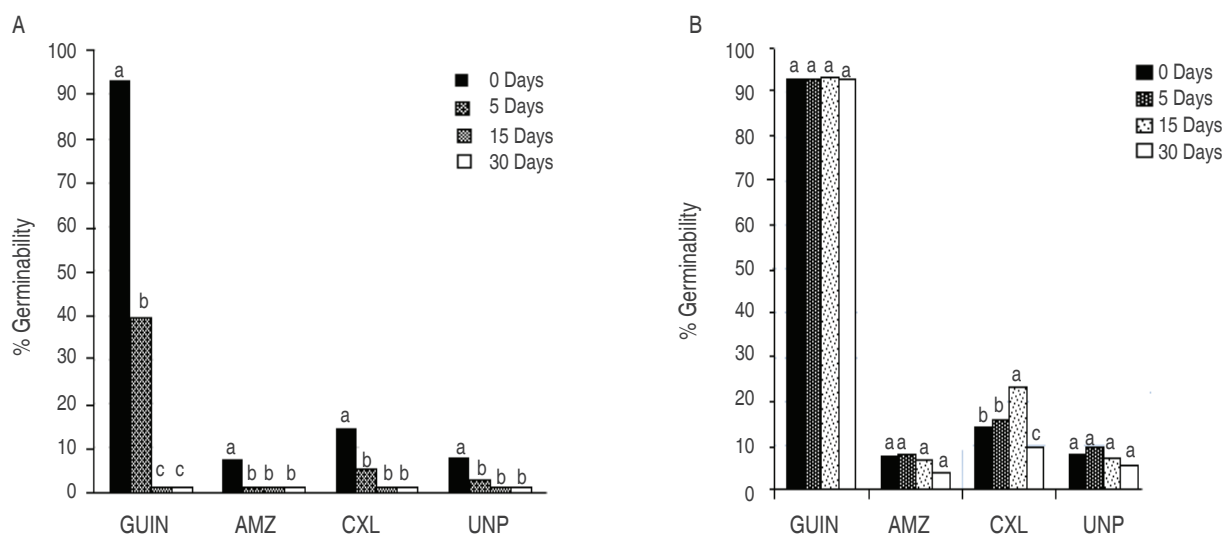 A
% Germinability
100
90
80
70
60
50
40
30
20
10
0
a
b
c c
a
b b b
a
b
b b
a
b
b b
GUIN AMZ CXL UNP
0 Days
5 Days
15 Days
30 Days
B
% Germinability
100
90
80
70
60
50
40
30
20
10
0
a a a a
a a a a
b b a c
a a a a
GUIN AMZ CXL UNP
0 Days
5 Days
15 Days
30 Days